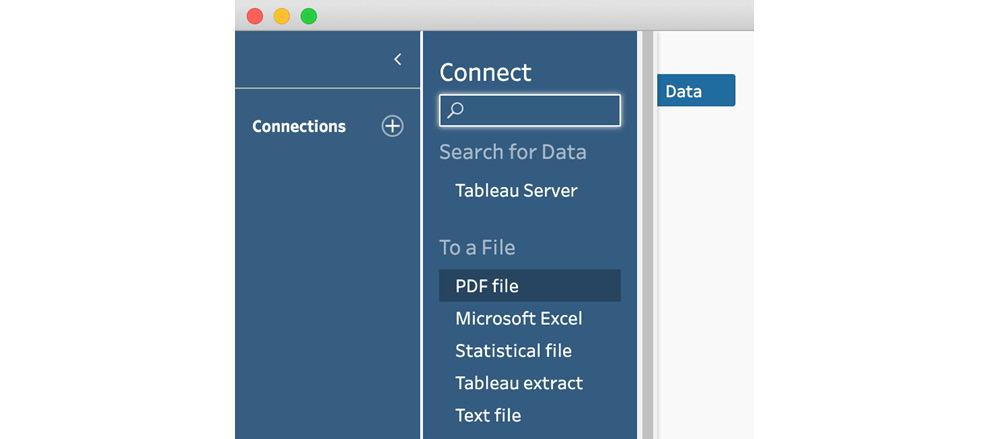 Connections
Connect
Search for Data
Tableau Server
To a File
PDF file
Microsoft Excel
Statistical file
Tableau extract
Text file
Data